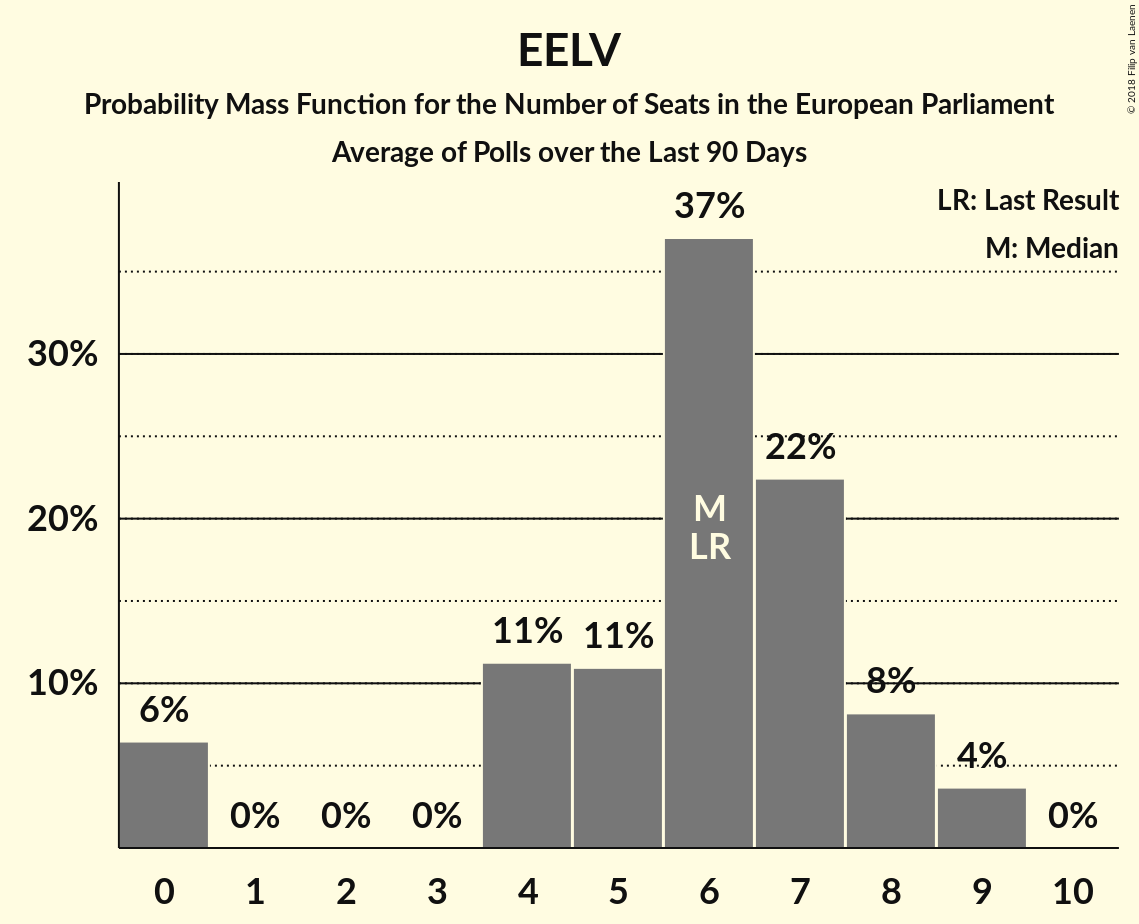 EELV
Probability Mass Function for the Number of Seats in the European Parliament
Average of Polls over the Last 90 Days
© 2018 Filip van Laenen
LR: Last Result
M: Median
37%
30%
22%
20%
M
LR
11%
11%
10%
8%
6%
4%
0%
0%
0%
0%
0 1 2 3 4 5 6 7 8 9 10